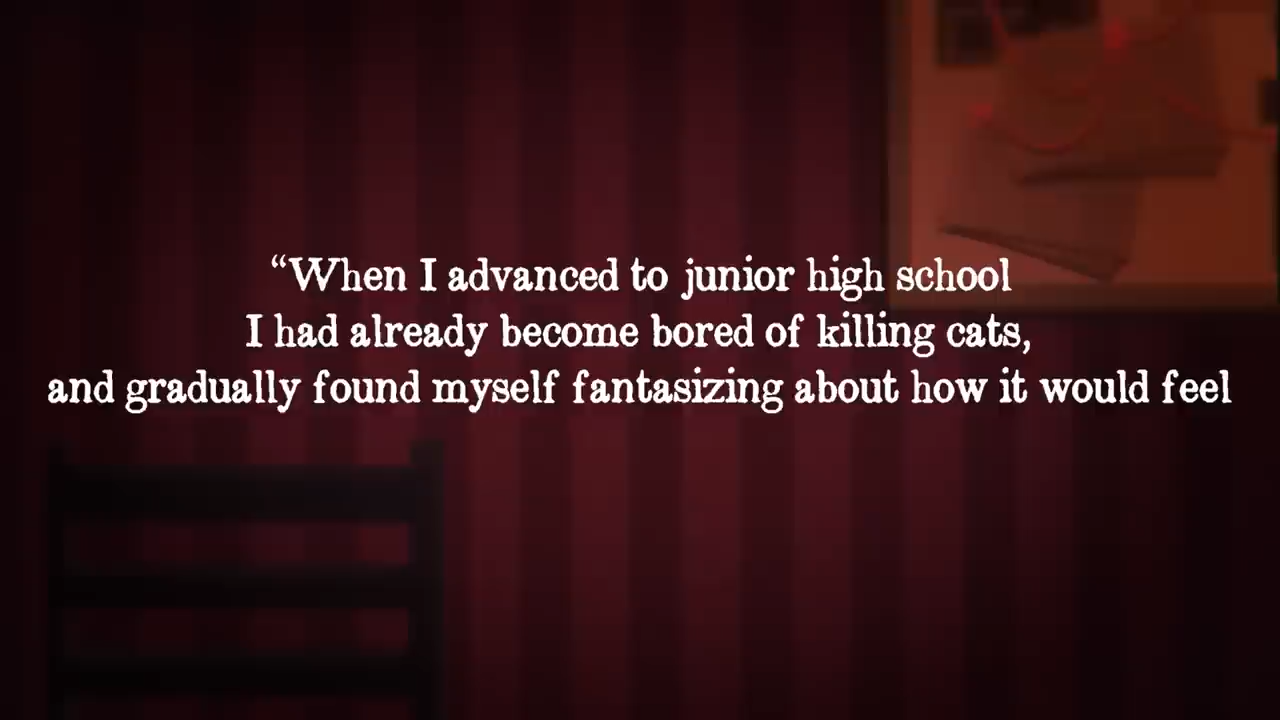 “When I advanced to junior high school
I had already become bored of killing cats,
and gradually found myself fantasizing about how it would feel